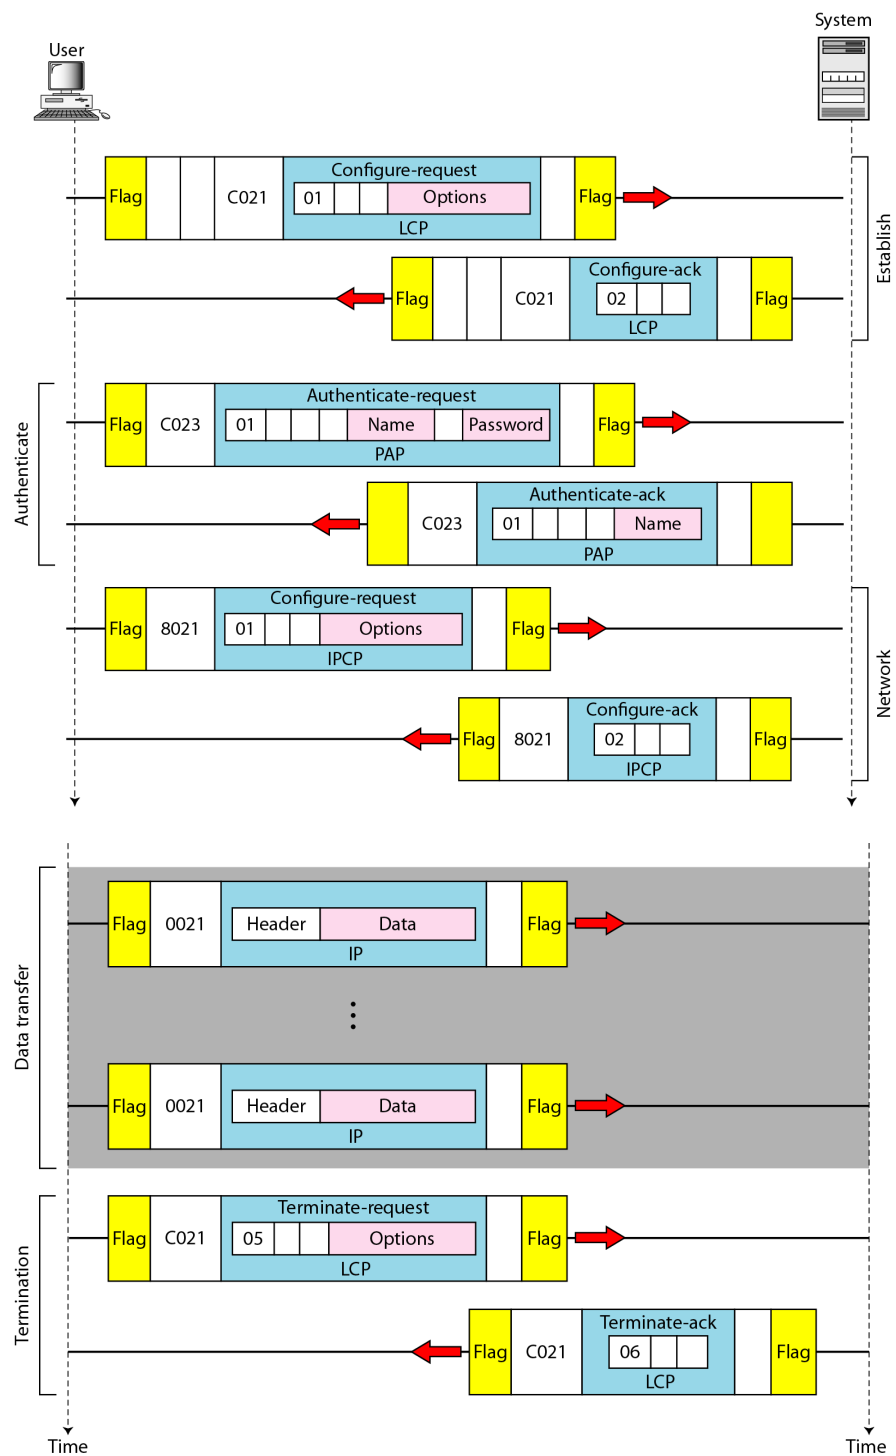 System
User
Configure-request
Flag C021 01 Options Flag
LCP
Establish
Configure-ack
Flag C021 02 Flag
LCP
Authenticate
Authenticate-request
Flag C023 01 Name Password Flag
PAP
Authenticate-ack
C023 01 Name
PAP
Configure-request
Flag 8021 01 Options Flag
IPCP
Network
Configure-ack
Flag 8021 02 Flag
IPCP
Data transfer
Flag 0021 Header Data Flag
IP
Flag 0021 Header Data Flag
IP
Termination
Terminate-request
Flag C021 05 Options Flag
LCP
Terminate-ack
Flag C021 06 Flag
LCP
Time Time